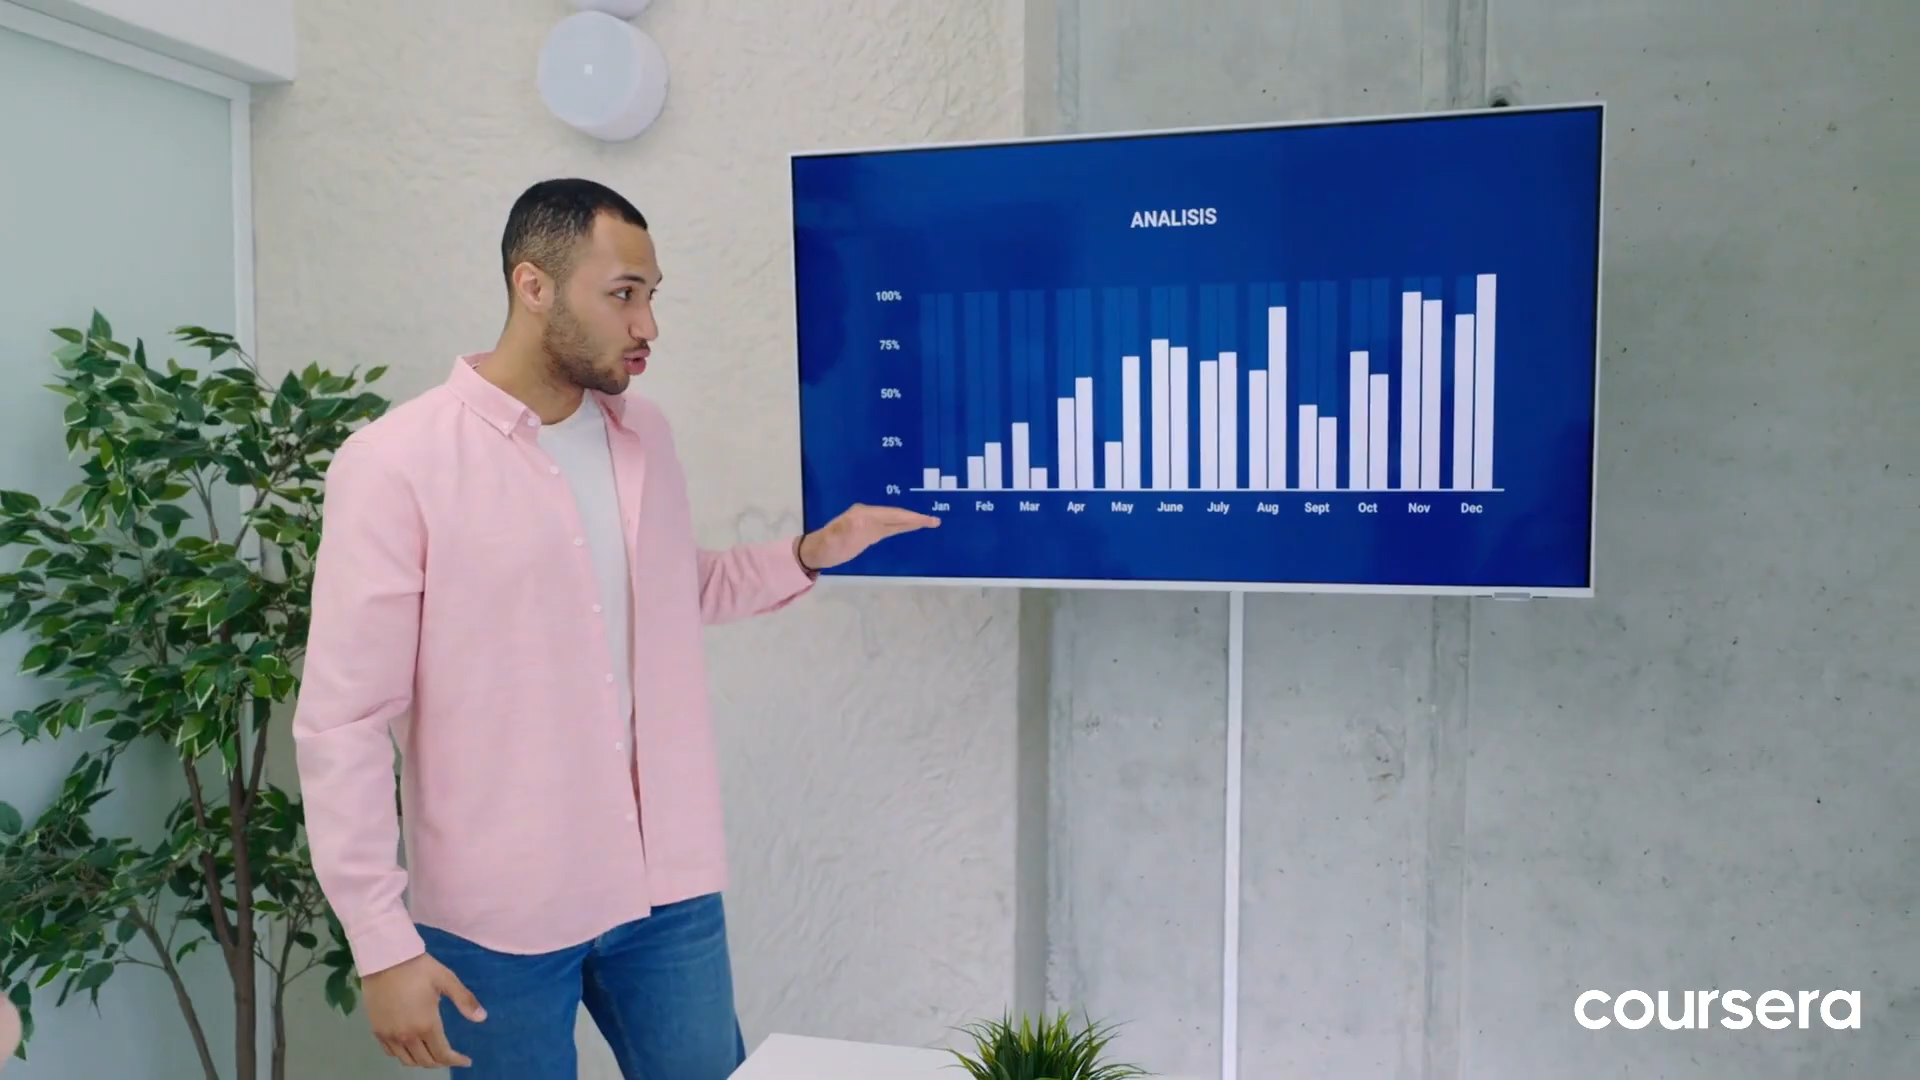 ANALISIS
100%
75%
50%
25%
0%
Jan Feb Mar Apr May June July Aug Sept Oct Nov Dec
coursera